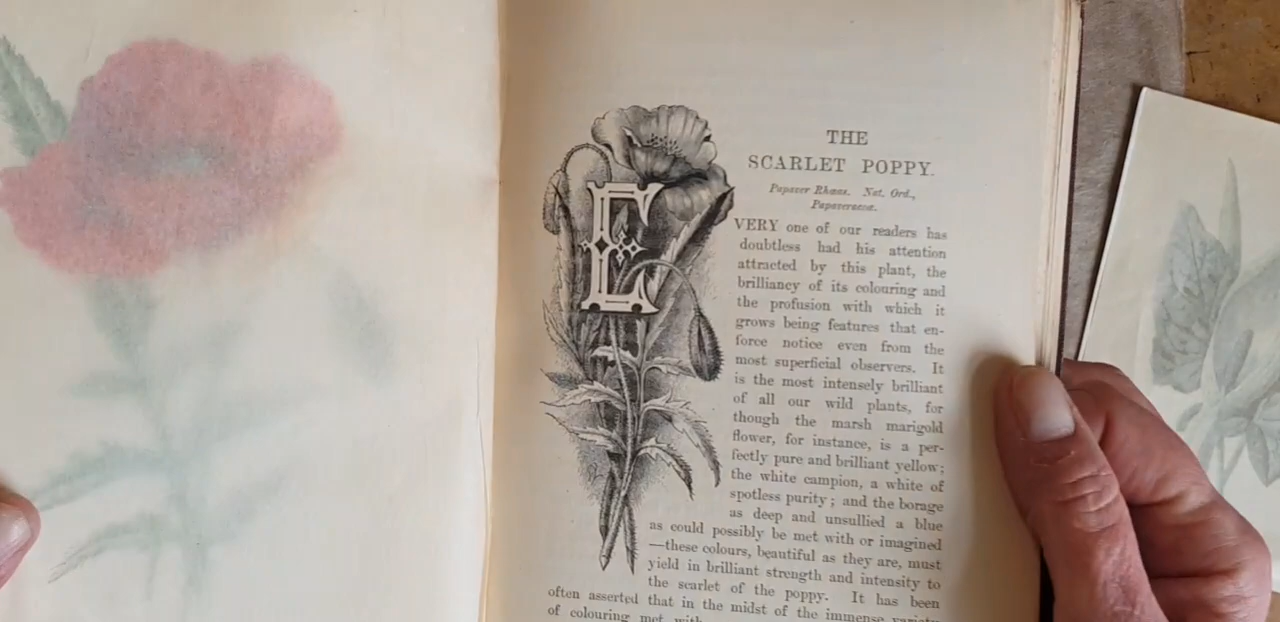 THE
SCARLET POPPY.
Papaver Rhæas. Nat. Ord.,
Papaveraceæ.
EVERY one of our readers has
doubtless had his attention
attracted by this plant, the
brilliancy of its colouring and
the profusion with which it
grows being features that en-
force notice even from the
most superficial observers. It
is the most intensely brilliant
of all our wild plants, for
though the marsh marigold
flower, for instance, is a per-
fectly pure and brilliant yellow;
the white campion, a white of
spotless purity; and the borage
as deep and unsullied a blue
as could possibly be met with or imagined
—these colours, beautiful as they are, must
yield in brilliant strength and intensity to
the scarlet of the poppy. It has been
often asserted that in the midst of the immense variety
of colouring met with